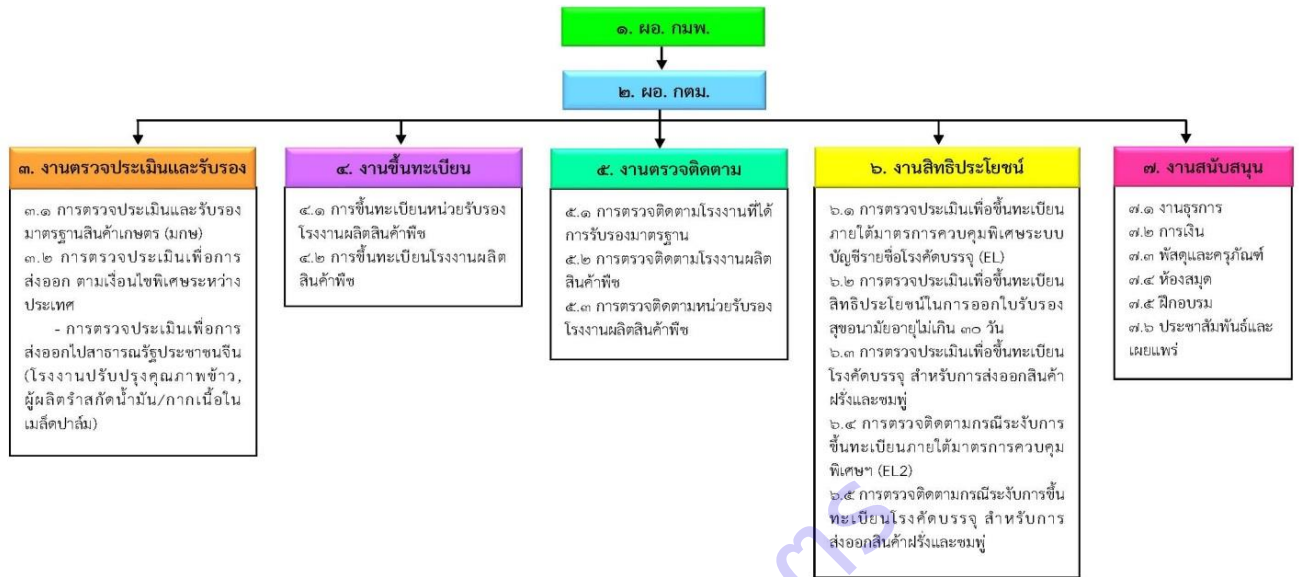 ๑. ผอ. กมพ.
๒. ผอ. กตม.
๓. งานตรวจประเมินและรับรอง
๓.๑ การตรวจประเมินและรับรอง
มาตรฐานสินค้าเกษตร (มกษ)
๓.๒ การตรวจประเมินเพื่อการ
ส่งออก ตามเงื่อนไขพิเศษระหว่าง
ประเทศ
- การตรวจประเมินเพื่อการ
ส่งออกไปสาธารณรัฐประชาชนจีน
(โรงงานปรับปรุงคุณภาพข้าว,
ผู้ผลิตรำสกัดน้ำมัน/กากเนื้อใน
เมล็ดปาล์ม)
๔. งานขึ้นทะเบียน
๔.๑ การขึ้นทะเบียนหน่วยรับรอง
โรงงานผลิตสินค้าพืช
๔.๒ การขึ้นทะเบียนโรงงานผลิต
สินค้าพืช
๕. งานตรวจติดตาม
๕.๑ การตรวจติดตามโรงงานที่ได้
การรับรองมาตรฐาน
๕.๒ การตรวจติดตามโรงงานผลิต
สินค้าพืช
๕.๓ การตรวจติดตามหน่วยรับรอง
โรงงานผลิตสินค้าพืช
๖. งานสิทธิประโยชน์
๖.๑ การตรวจประเมินเพื่อขึ้นทะเบียน
ภายใต้มาตรการควบคุมพิเศษระบบ
บัญชีรายชื่อโรงคัดบรรจุ (EL)
๖.๒ การตรวจประเมินเพื่อขึ้นทะเบียน
สิทธิประโยชน์ในการออกใบรับรอง
สุขอนามัยอายุไม่เกิน ๓๐ วัน
๖.๓ การตรวจประเมินเพื่อขึ้นทะเบียน
โรงคัดบรรจุ สำหรับการส่งออกสินค้า
ฝรั่งและชมพู่
๖.๔ การตรวจติดตามกรณีระงับการ
ขึ้นทะเบียนภายใต้มาตรการควบคุม
พิเศษฯ (EL2)
๖.๕ การตรวจติดตามกรณีระงับการขึ้น
ทะเบียนโรงคัดบรรจุ สำหรับการ
ส่งออกสินค้าฝรั่งและชมพู่
๗. งานสนับสนุน
๗.๑ งานธุรการ
๗.๒ การเงิน
๗.๓ พัสดุและครุภัณฑ์
๗.๔ ห้องสมุด
๗.๕ ฝึกอบรม
๗.๖ ประชาสัมพันธ์และ
เผยแพร่